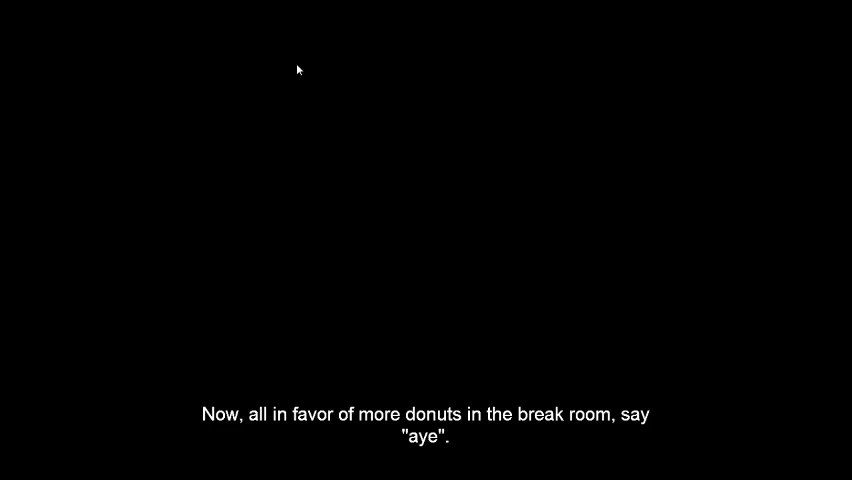 Now, all in favor of more donuts in the break room, say
"aye".